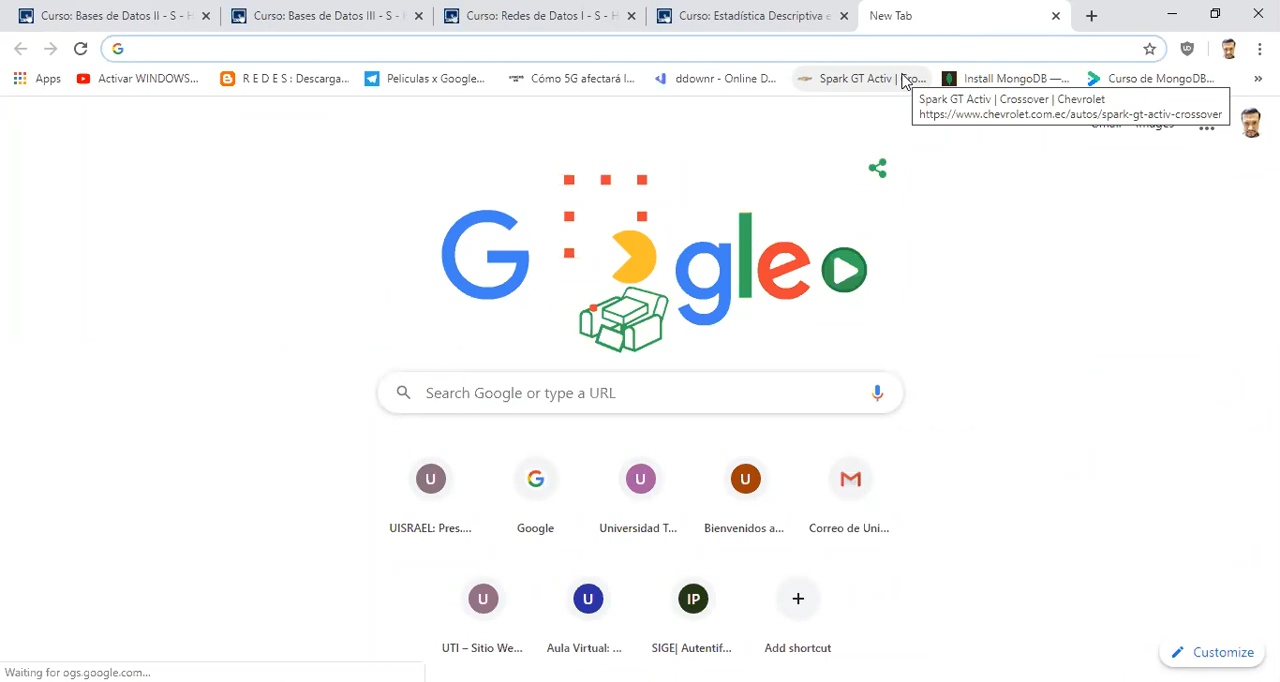 Curso: Bases de Datos II - S - H
Curso: Bases de Datos III - S -
Curso: Redes de Datos I - S - H
Curso: Estadística Descriptiva e
New Tab
Apps
Activar WINDOWS...
R E D E S : Descarga...
Peliculas x Google...
Cómo 5G afectará l...
ddownr - Online D...
Spark GT Activ | Cro...
Install MongoDB —...
Curso de MongoDB...
»
Spark GT Activ | Crossover | Chevrolet
https://www.chevrolet.com.ec/autos/spark-gt-activ-crossover
Gmail Images
G gle
Search Google or type a URL
U
G
U
U
M
UISRAEL: Pres....
Google
Universidad T...
Bienvenidos a...
Correo de Uni...
U
U
IP
+
UTI – Sitio We...
Aula Virtual: ...
SIGE| Autentif...
Add shortcut
Customize
Waiting for ogs.google.com...